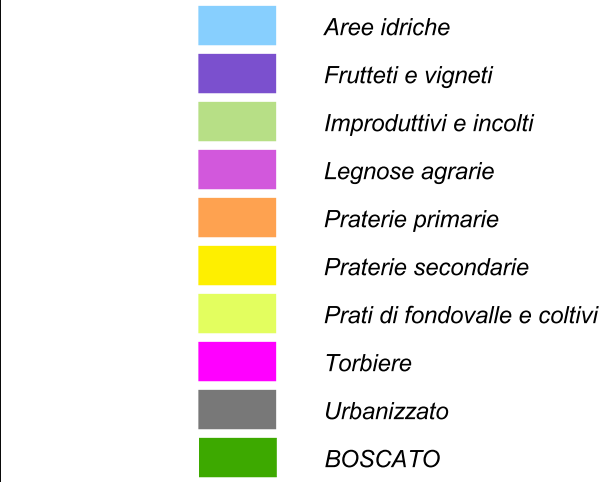 Aree idriche
Frutteti e vigneti
Improduttivi e incolti
Legnose agrarie
Praterie primarie
Praterie secondarie
Prati di fondovalle e coltivi
Torbiere
Urbanizzato
BOSCATO